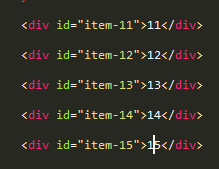 <div id="item-11">11</div>
<div id="item-12">12</div>
<div id="item-13">13</div>
<div id="item-14">14</div>
<div id="item-15">15</div>